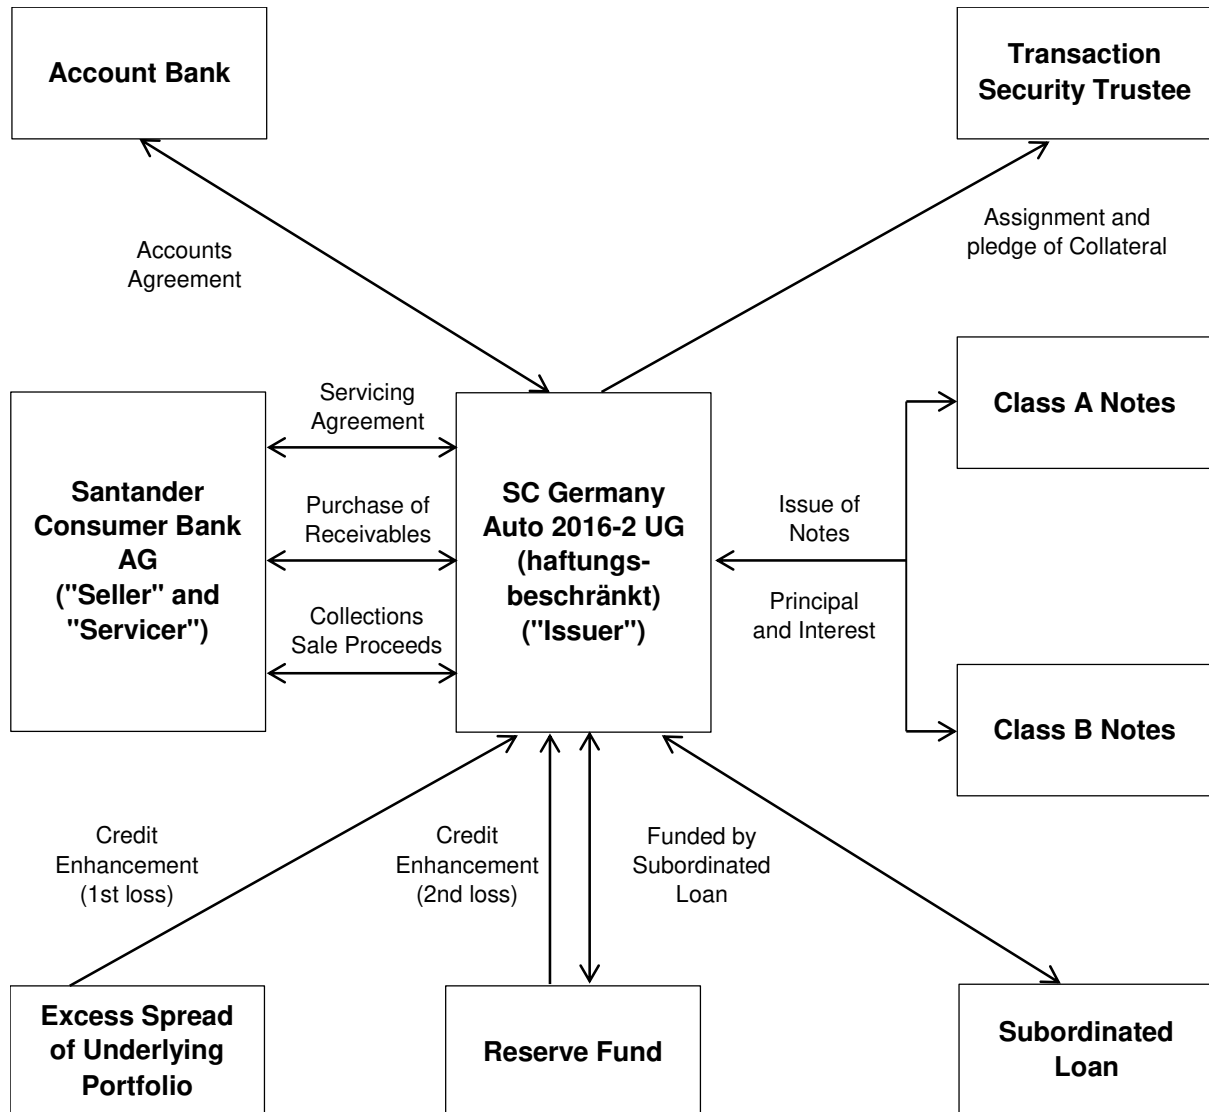 Account Bank
Transaction
Security Trustee
Accounts
Agreement
Assignment and
pledge of Collateral
Santander
Consumer Bank
AG
("Seller" and
"Servicer")
Servicing
Agreement
Purchase of
Receivables
Collections
Sale Proceeds
SC Germany
Auto 2016-2 UG
(haftungs-
beschränkt)
("Issuer")
Issue of
Notes
Principal
and Interest
Class A Notes
Class B Notes
Credit
Enhancement
(1st loss)
Credit
Enhancement
(2nd loss)
Funded by
Subordinated
Loan
Excess Spread
of Underlying
Portfolio
Reserve Fund
Subordinated
Loan